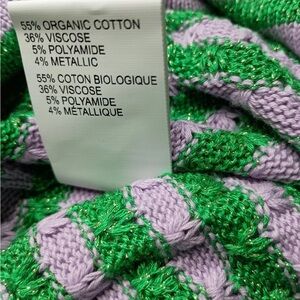 55% ORGANIC COTTON
36% VISCOSE
5% POLYAMIDE
4% METALLIC
55% COTON BIOLOGIQUE
36% VISCOSE
5% POLYAMIDE
4% MÉTALLIQUE